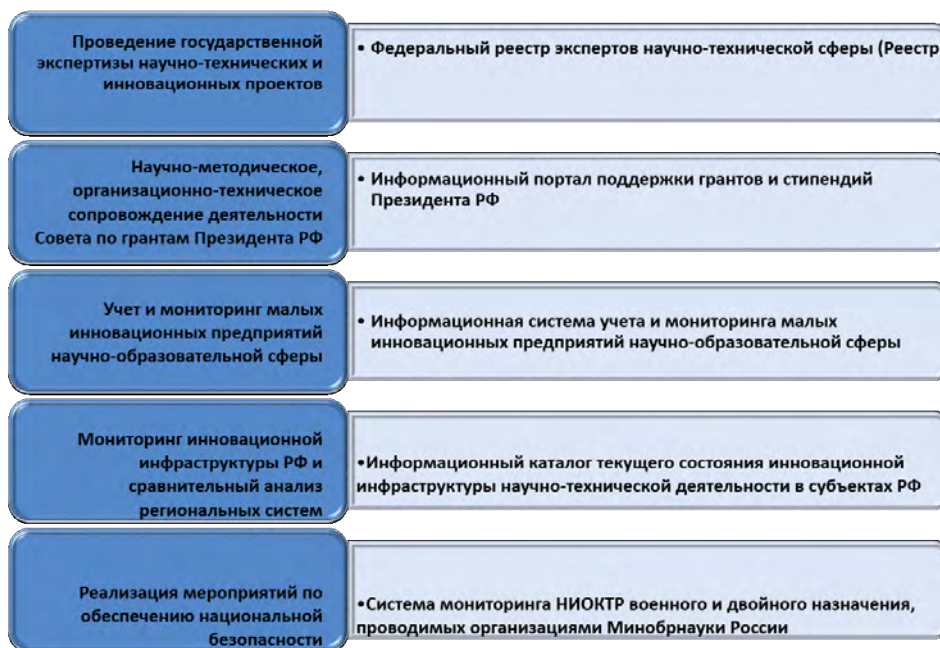 Проведение государственной
экспертизы научно-технических и
инновационных проектов
• Федеральный реестр экспертов научно-технической сферы (Реестр
Научно-методическое,
организационно-техническое
сопровождение деятельности
Совета по грантам Президента РФ
• Информационный портал поддержки грантов и стипендий
Президента РФ
Учет и мониторинг малых
инновационных предприятий
научно-образовательной сферы
• Информационная система учета и мониторинга малых
инновационных предприятий научно-образовательной сферы
Мониторинг инновационной
инфраструктуры РФ и
сравнительный анализ
региональных систем
•Информационный каталог текущего состояния инновационной
инфраструктуры научно-технической деятельности в субъектах РФ
Реализация мероприятий по
обеспечению национальной
безопасности
•Система мониторинга НИОКТР военного и двойного назначения,
проводимых организациями Минобрнауки России